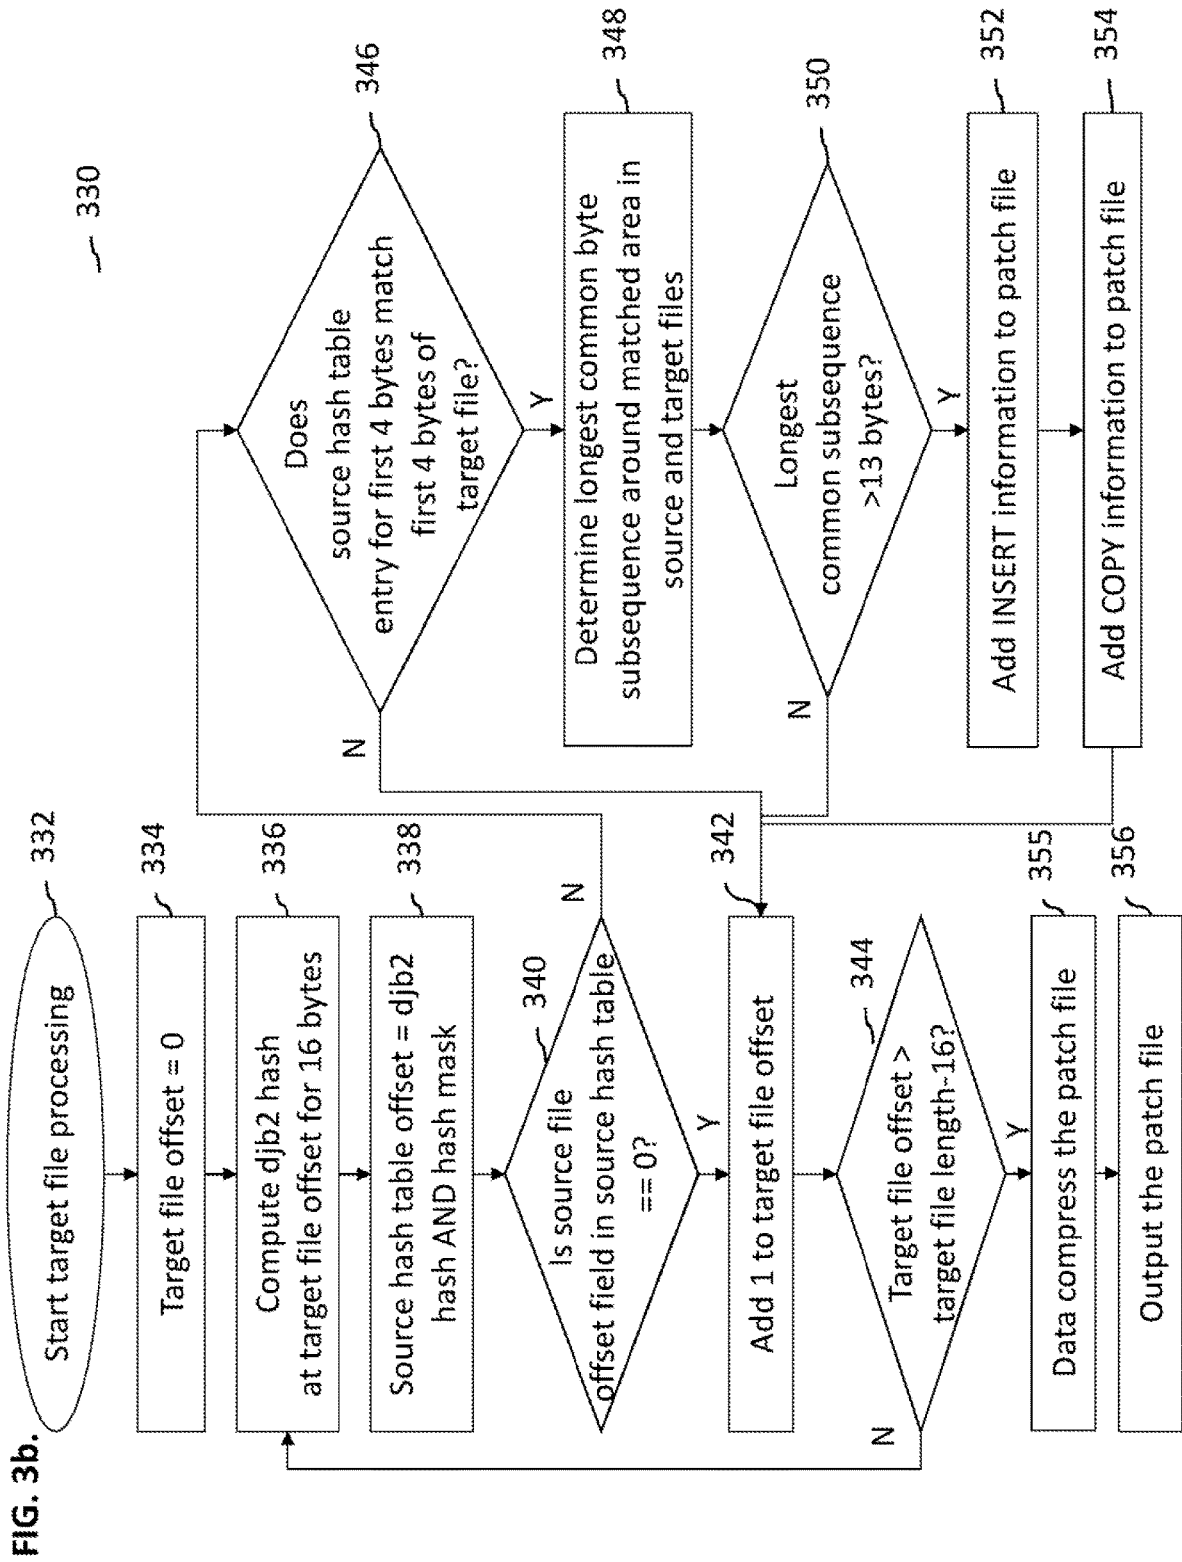 FIG. 3b.
330
Start target file processing
332
Target file offset = 0
334
Compute djb2 hash
at target file offset for 16 bytes
336
Source hash table offset = djb2
hash AND hash mask
338
Is source file
offset field in source hash table
== 0?
340
N
Y
Add 1 to target file offset
342
Target file offset >
target file length-16?
344
N
Y
Data compress the patch file
355
Output the patch file
356
Does
source hash table
entry for first 4 bytes match
first 4 bytes of
target file?
346
N
Y
Determine longest common byte
subsequence around matched area in
source and target files
348
Longest
common subsequence
>13 bytes?
350
N
Y
Add INSERT information to patch file
352
Add COPY information to patch file
354